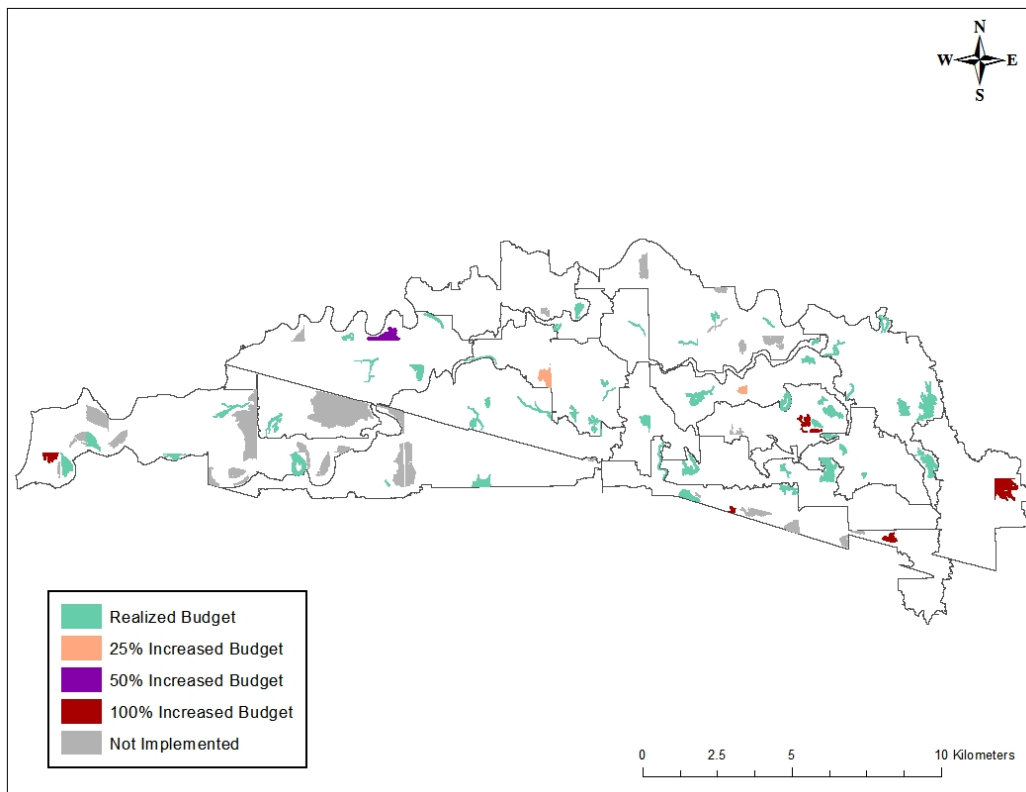 N
W E
S
Realized Budget
25% Increased Budget
50% Increased Budget
100% Increased Budget
Not Implemented
0 2.5 5 10 Kilometers